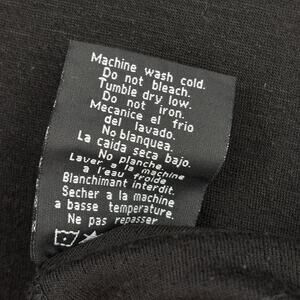 Machine wash cold.
Do not bleach.
Tumble dry low.
Do not iron.
Mecanice el frio
del lavado.
No blanquea.
La caida seca bajo.
No planche.
Laver a la machine
a l'eau froide.
Blanchimant interdit.
Secher a la machine
a basse temperature.
Ne pas repasser